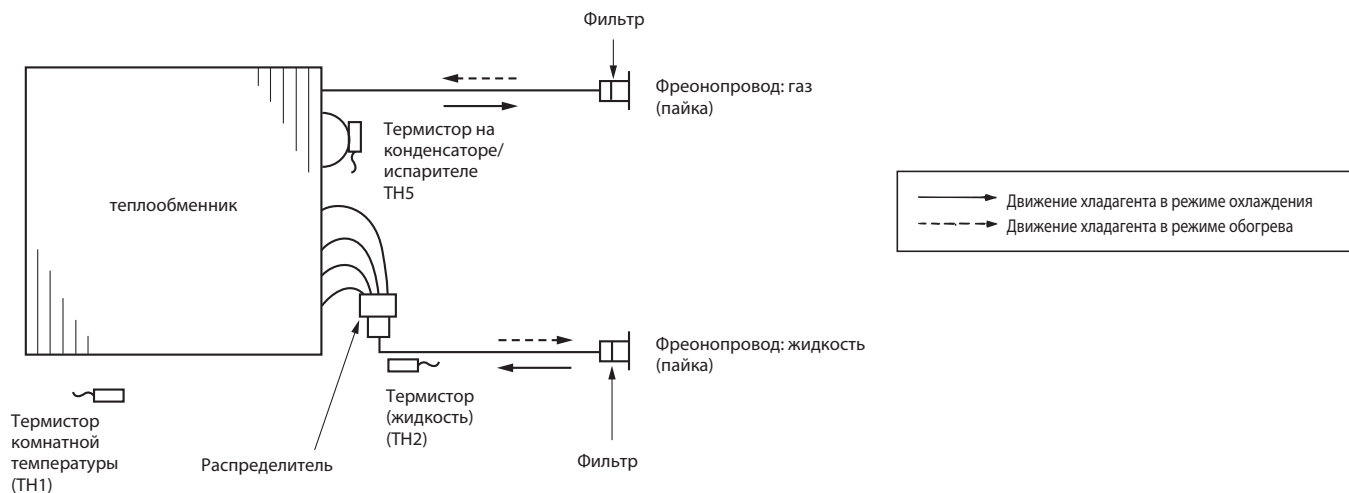 Фильтр
Фреонопровод: газ
(пайка)
Термистор на
конденсаторе/
испарителе
TH5
теплообменник
Движение хладагента в режиме охлаждения
Движение хладагента в режиме обогрева
Фреонопровод: жидкость
(пайка)
Термистор
(жидкость)
(TH2)
Термистор
комнатной
температуры
(TH1)
Распределитель
Фильтр